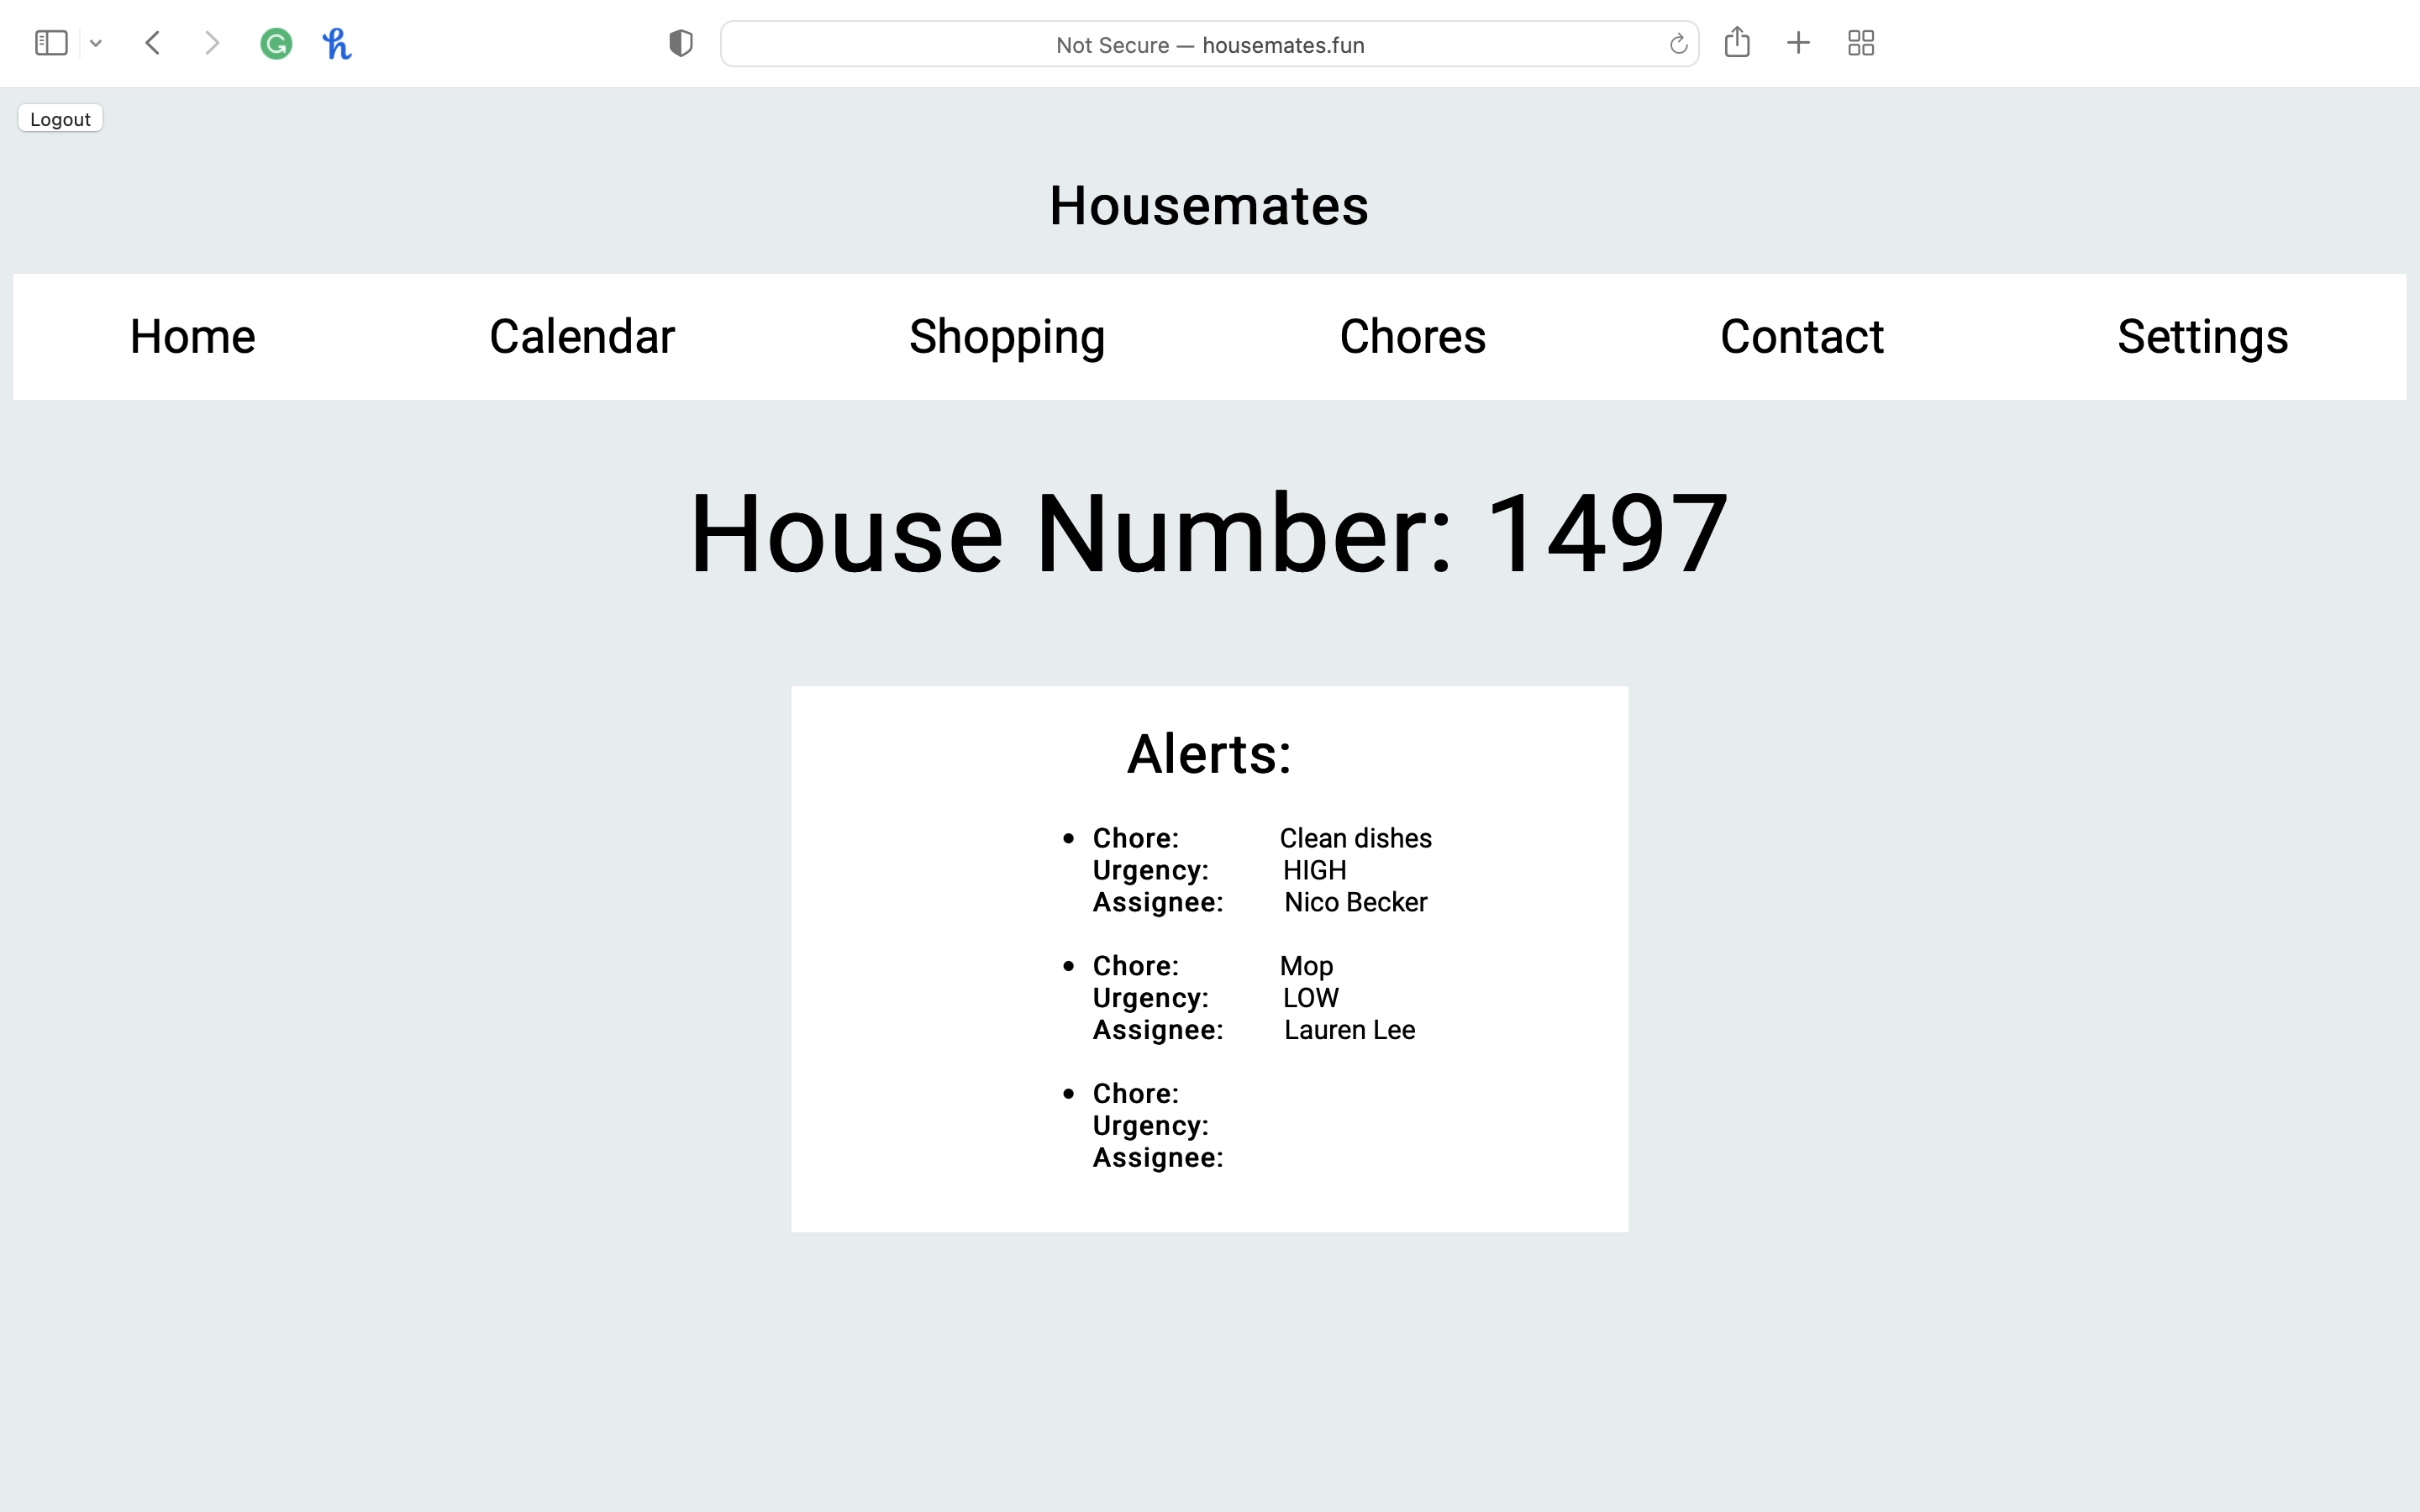 Not Secure — housemates.fun
Logout
Housemates
Home Calendar Shopping Chores Contact Settings
House Number: 1497
Alerts:
• Chore: Clean dishes
Urgency: HIGH
Assignee: Nico Becker
• Chore: Mop
Urgency: LOW
Assignee: Lauren Lee
• Chore:
Urgency:
Assignee: